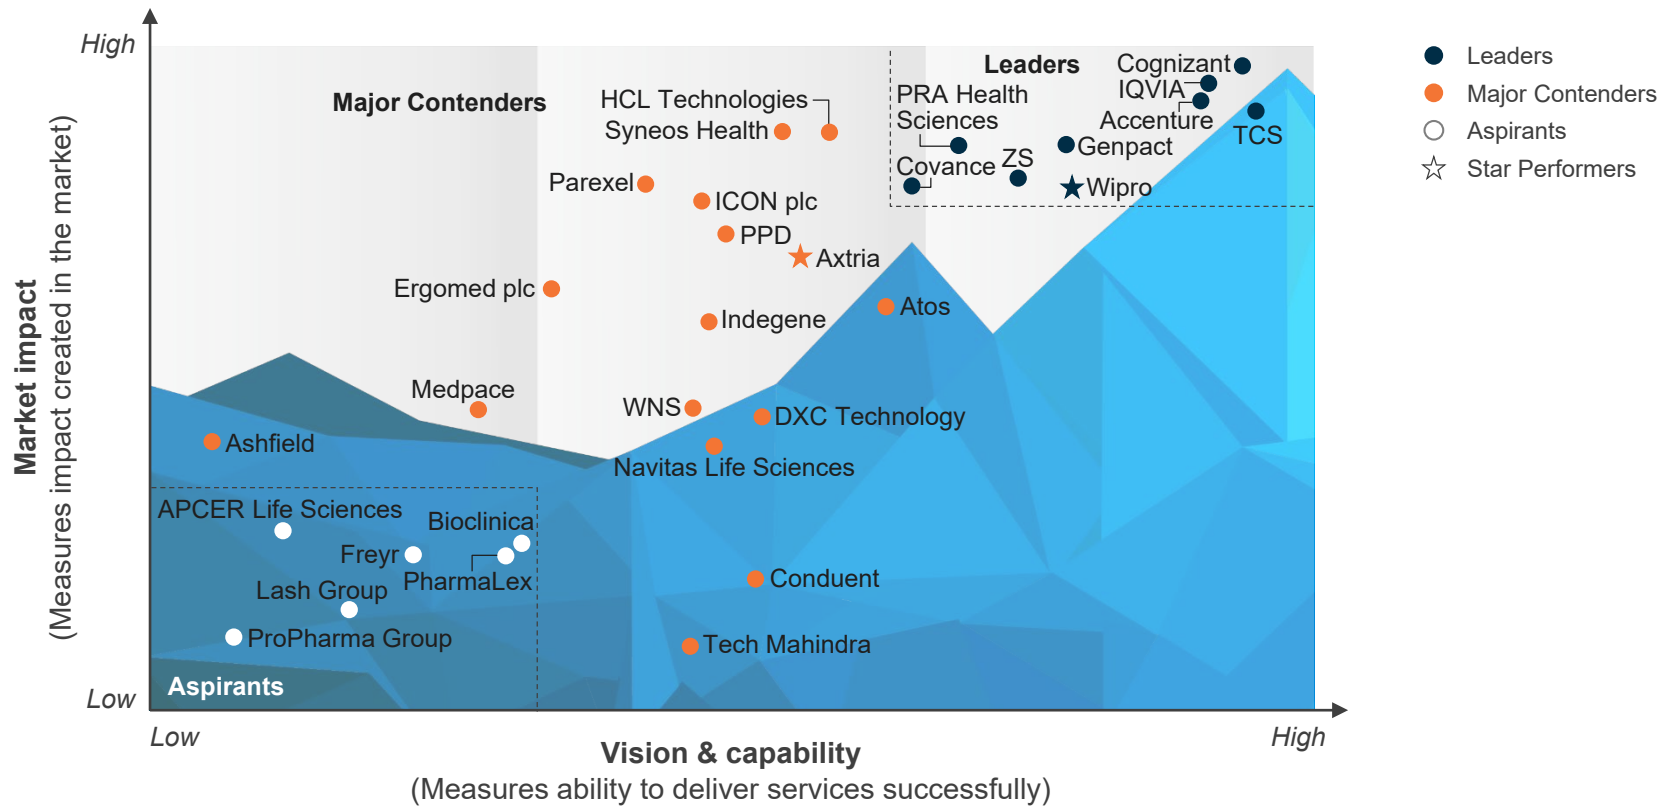 High
Market impact
(Measures impact created in the market)
Low
Major Contenders
Leaders
HCL Technologies
Syneos Health
Parexel
ICON plc
PPD
Axtria
Ergomed plc
Indegene
Atos
Medpace
WNS
DXC Technology
Ashfield
Navitas Life Sciences
Conduent
Tech Mahindra
Cognizant
IQVIA
PRA Health
Sciences
Accenture
TCS
Genpact
Covance
ZS
Wipro
APCER Life Sciences
Bioclinica
Freyr
PharmaLex
Lash Group
ProPharma Group
Aspirants
Low
High
Vision & capability
(Measures ability to deliver services successfully)
Leaders
Major Contenders
Aspirants
Star Performers